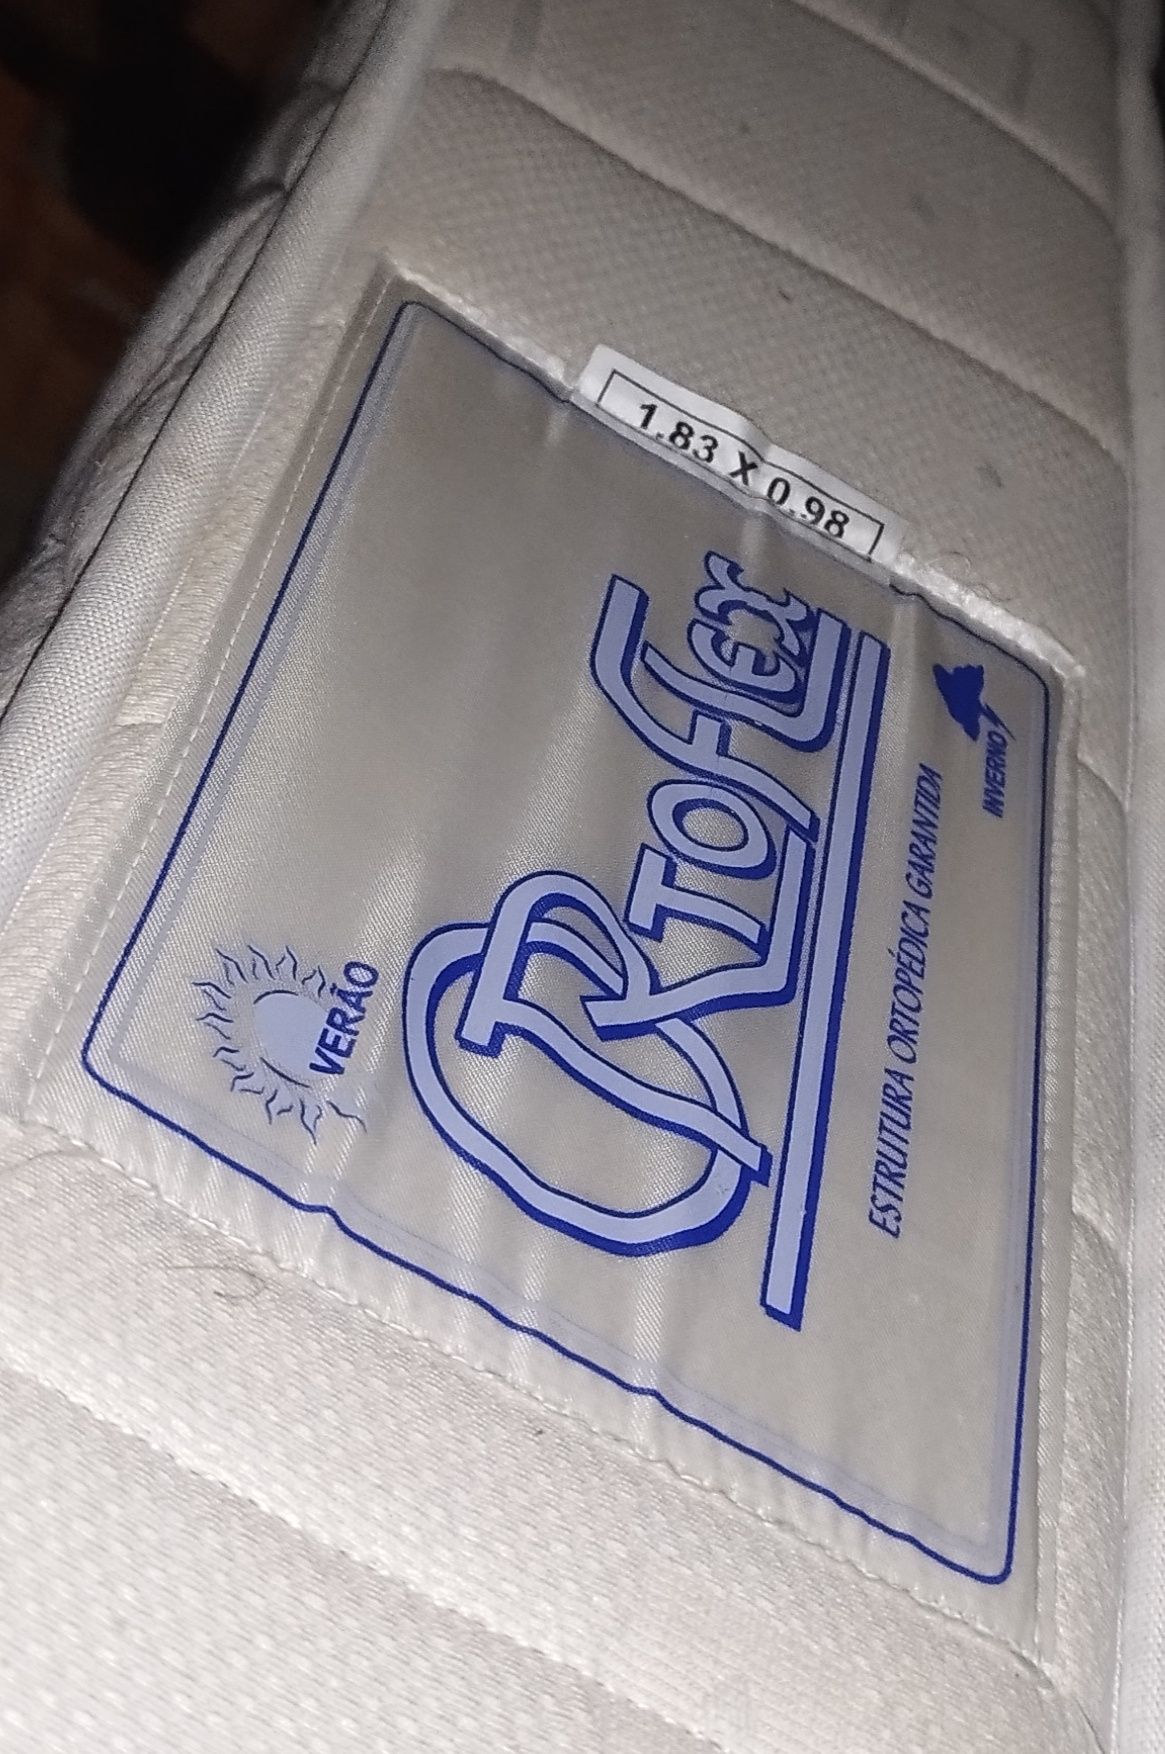 1.83 X 0.98
VERÃO
ORTOFLEX
ESTRUTURA ORTOPÉDICA GARANTIDA
INVERNO